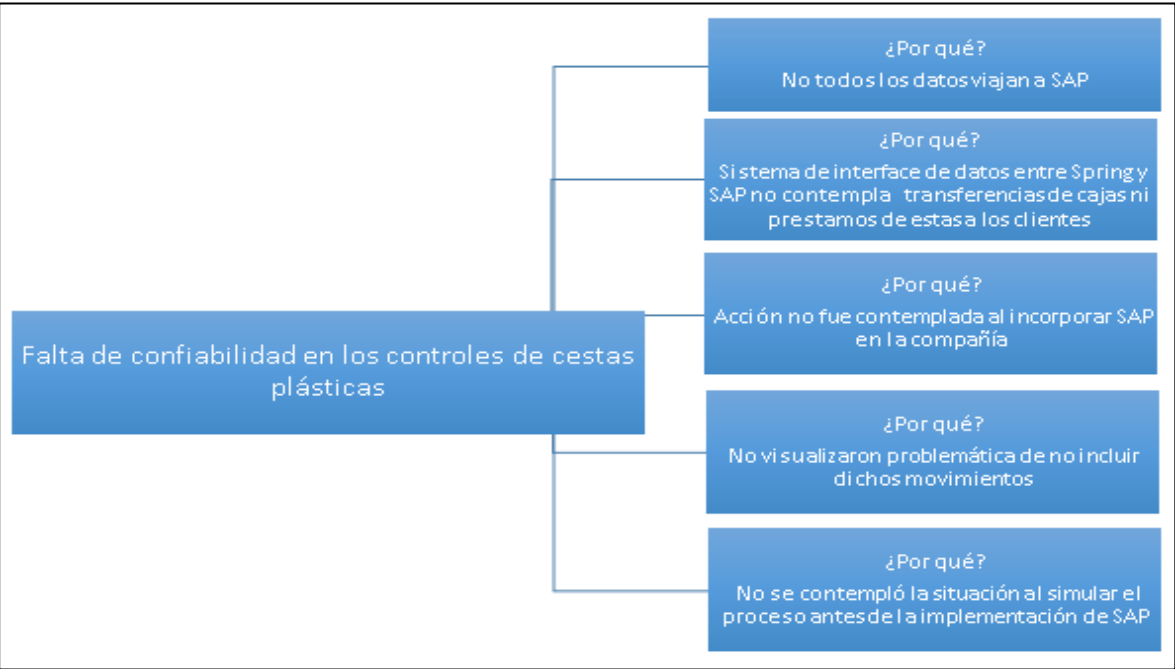 ¿Por qué?
No todos los datos viajan a SAP
¿Por qué?
Sistema de interface de datos entre Spring y
SAP no contempla transferencias de cajas ni
prestamos de estas a los clientes
¿Por qué?
Acción no fue contemplada al incorporar SAP
en la compañía
Falta de confiabilidad en los controles de cestas
plásticas
¿Por qué?
No visualizaron problemática de no incluir
dichos movimientos
¿Por qué?
No se contempló la situación al simular el
proceso antes de la implementación de SAP